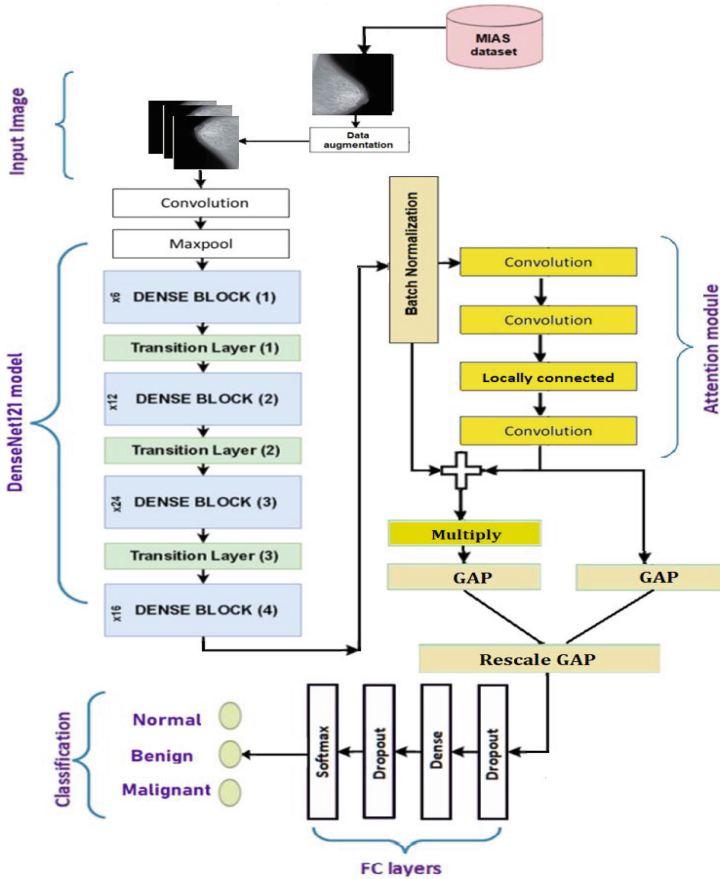 MIAS
dataset
Input Image
Data
augmentation
Convolution
Maxpool
DenseNet121 model
x6 DENSE BLOCK (1)
Transition Layer (1)
x12 DENSE BLOCK (2)
Transition Layer (2)
x24 DENSE BLOCK (3)
Transition Layer (3)
x16 DENSE BLOCK (4)
Batch Normalization
Convolution
Convolution
Locally connected
Convolution
Attention module
Multiply
GAP
GAP
Rescale GAP
Classification
Normal
Benign
Malignant
Softmax
Dropout
Dense
Dropout
FC layers